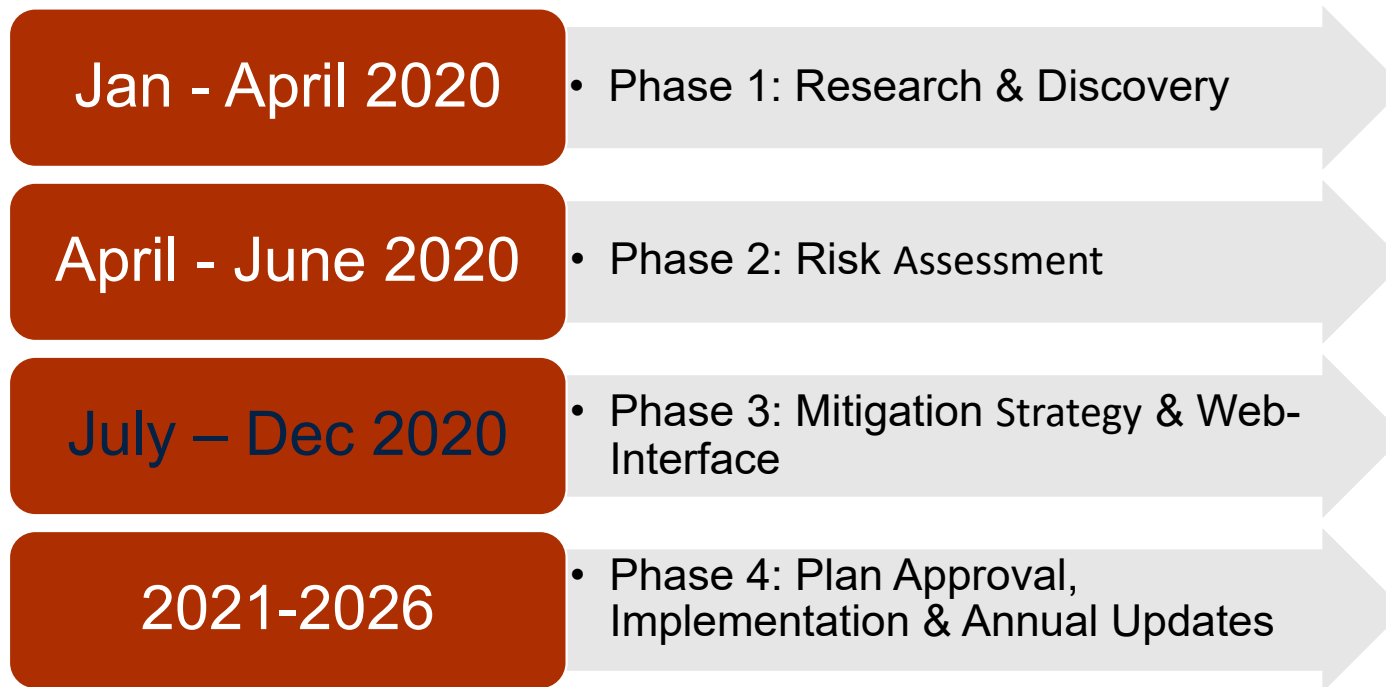 Jan - April 2020
• Phase 1: Research & Discovery
April - June 2020
• Phase 2: Risk Assessment
July – Dec 2020
• Phase 3: Mitigation Strategy & Web-
Interface
2021-2026
• Phase 4: Plan Approval,
Implementation & Annual Updates